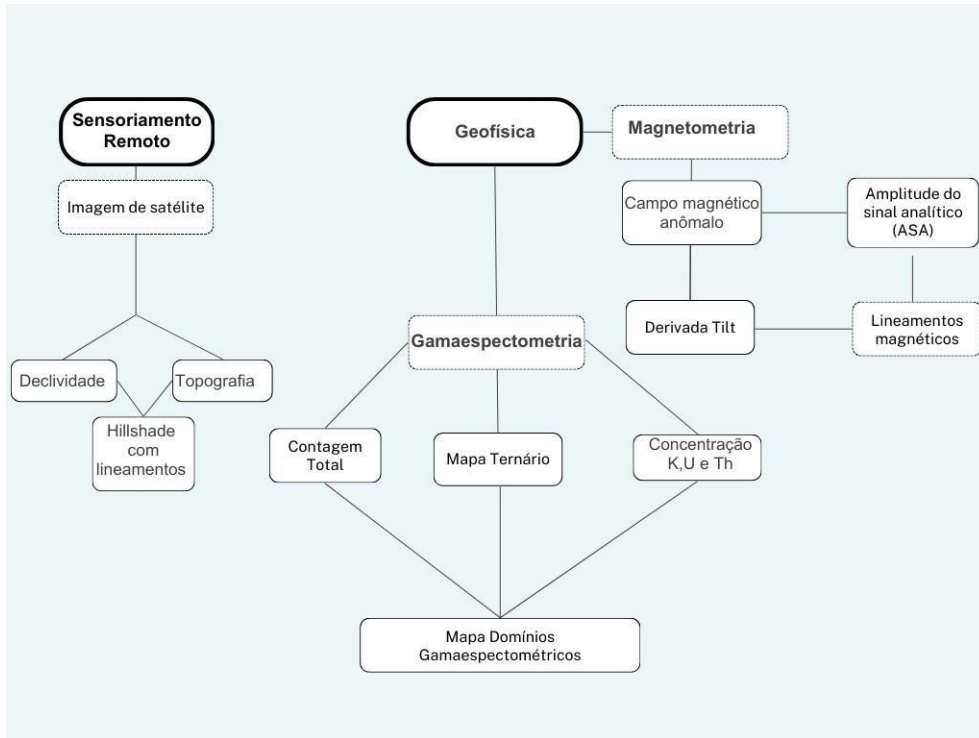 Sensoriamento
Remoto
Imagem de satélite
Declividade
Topografia
Hillshade
com
lineamentos
Geofísica
Magnetometria
Campo magnético
anômalo
Amplitude do
sinal analítico
(ASA)
Derivada Tilt
Lineamentos
magnéticos
Gamaespectometria
Contagem
Total
Mapa Ternário
Concentração
K,U e Th
Mapa Domínios
Gamaespectométricos